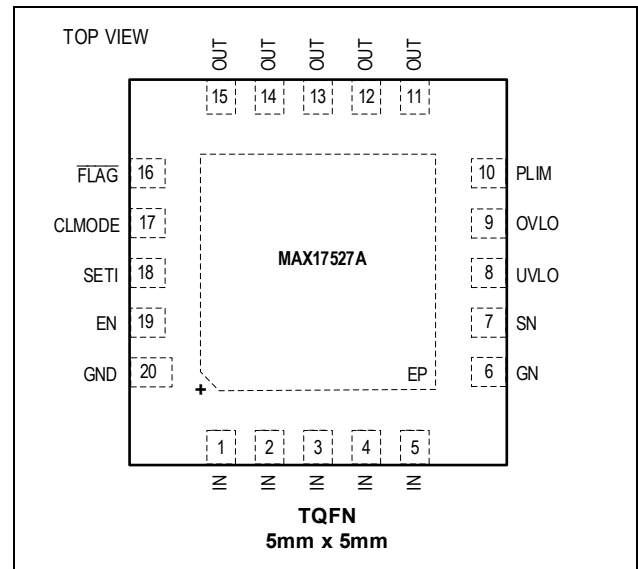 TOP VIEW
OUT OUT OUT OUT OUT
15 14 13 12 11
FLAG 16
10 PLIM
CLMODE 17
9 OVLO
MAX17527A
SETI 18
8 UVLO
EN 19
7 SN
GND 20
EP
6 GN
+
1 2 3 4 5
IN IN IN IN IN
TQFN
5mm x 5mm